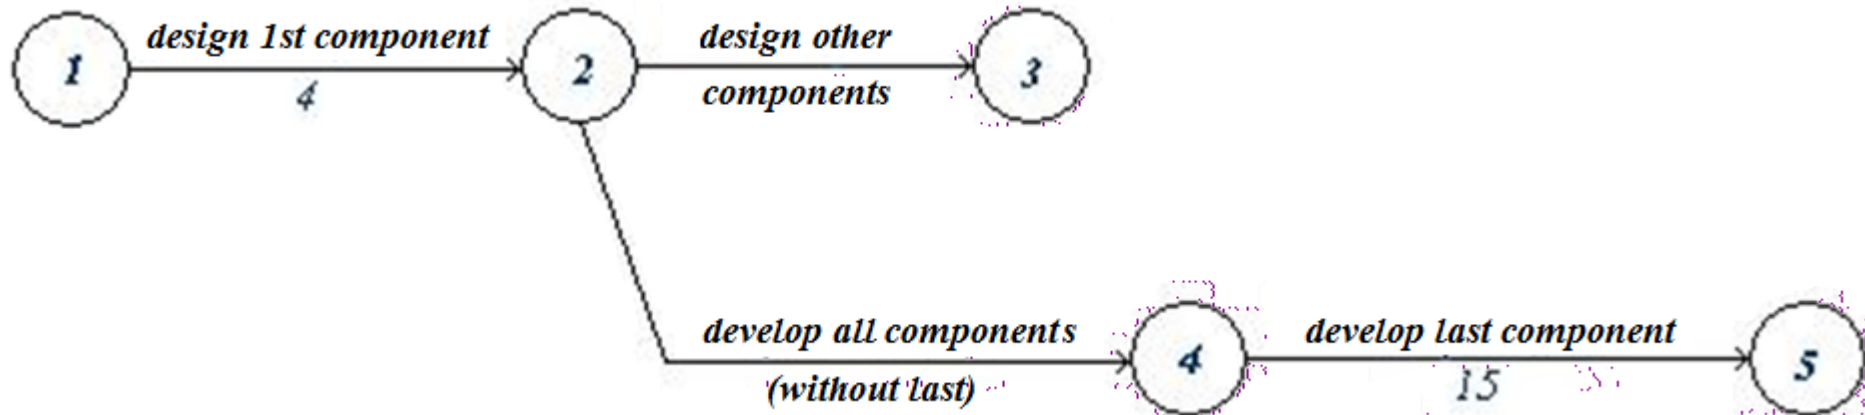 design 1st component
design other
1
2
3
4
components
develop all components
develop last component
4
5
(without last)
15